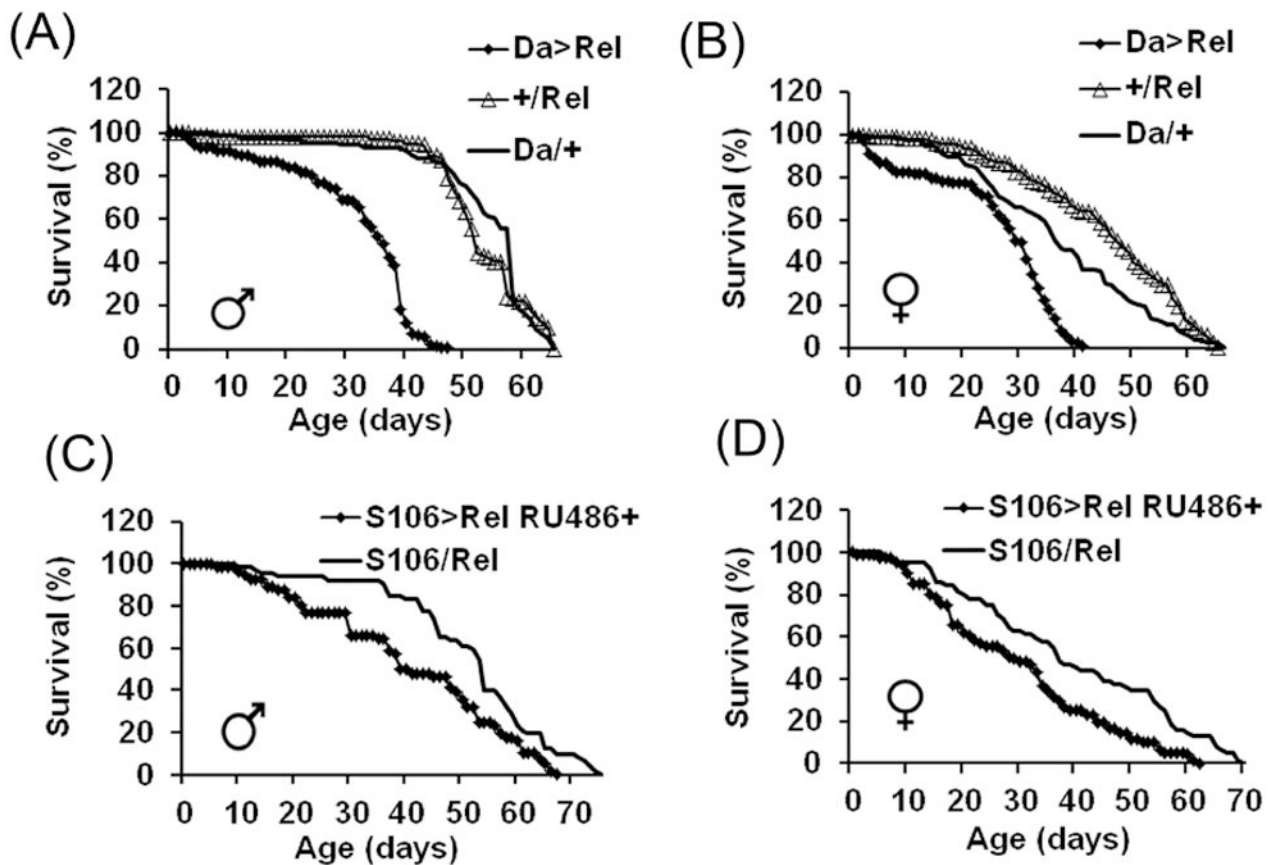 (A)
Da>Rel
+/Rel
Da/+
120
100
80
60
40
20
0
Survival (%)
0 10 20 30 40 50 60
Age (days)
(B)
Da>Rel
+/Rel
Da/+
120
100
80
60
40
20
0
Survival (%)
0 10 20 30 40 50 60
Age (days)
(C)
S106>Rel RU486+
S106/Rel
120
100
80
60
40
20
0
Survival (%)
0 10 20 30 40 50 60 70
Age (days)
(D)
S106>Rel RU486+
S106/Rel
120
100
80
60
40
20
0
Survival (%)
0 10 20 30 40 50 60 70
Age (days)